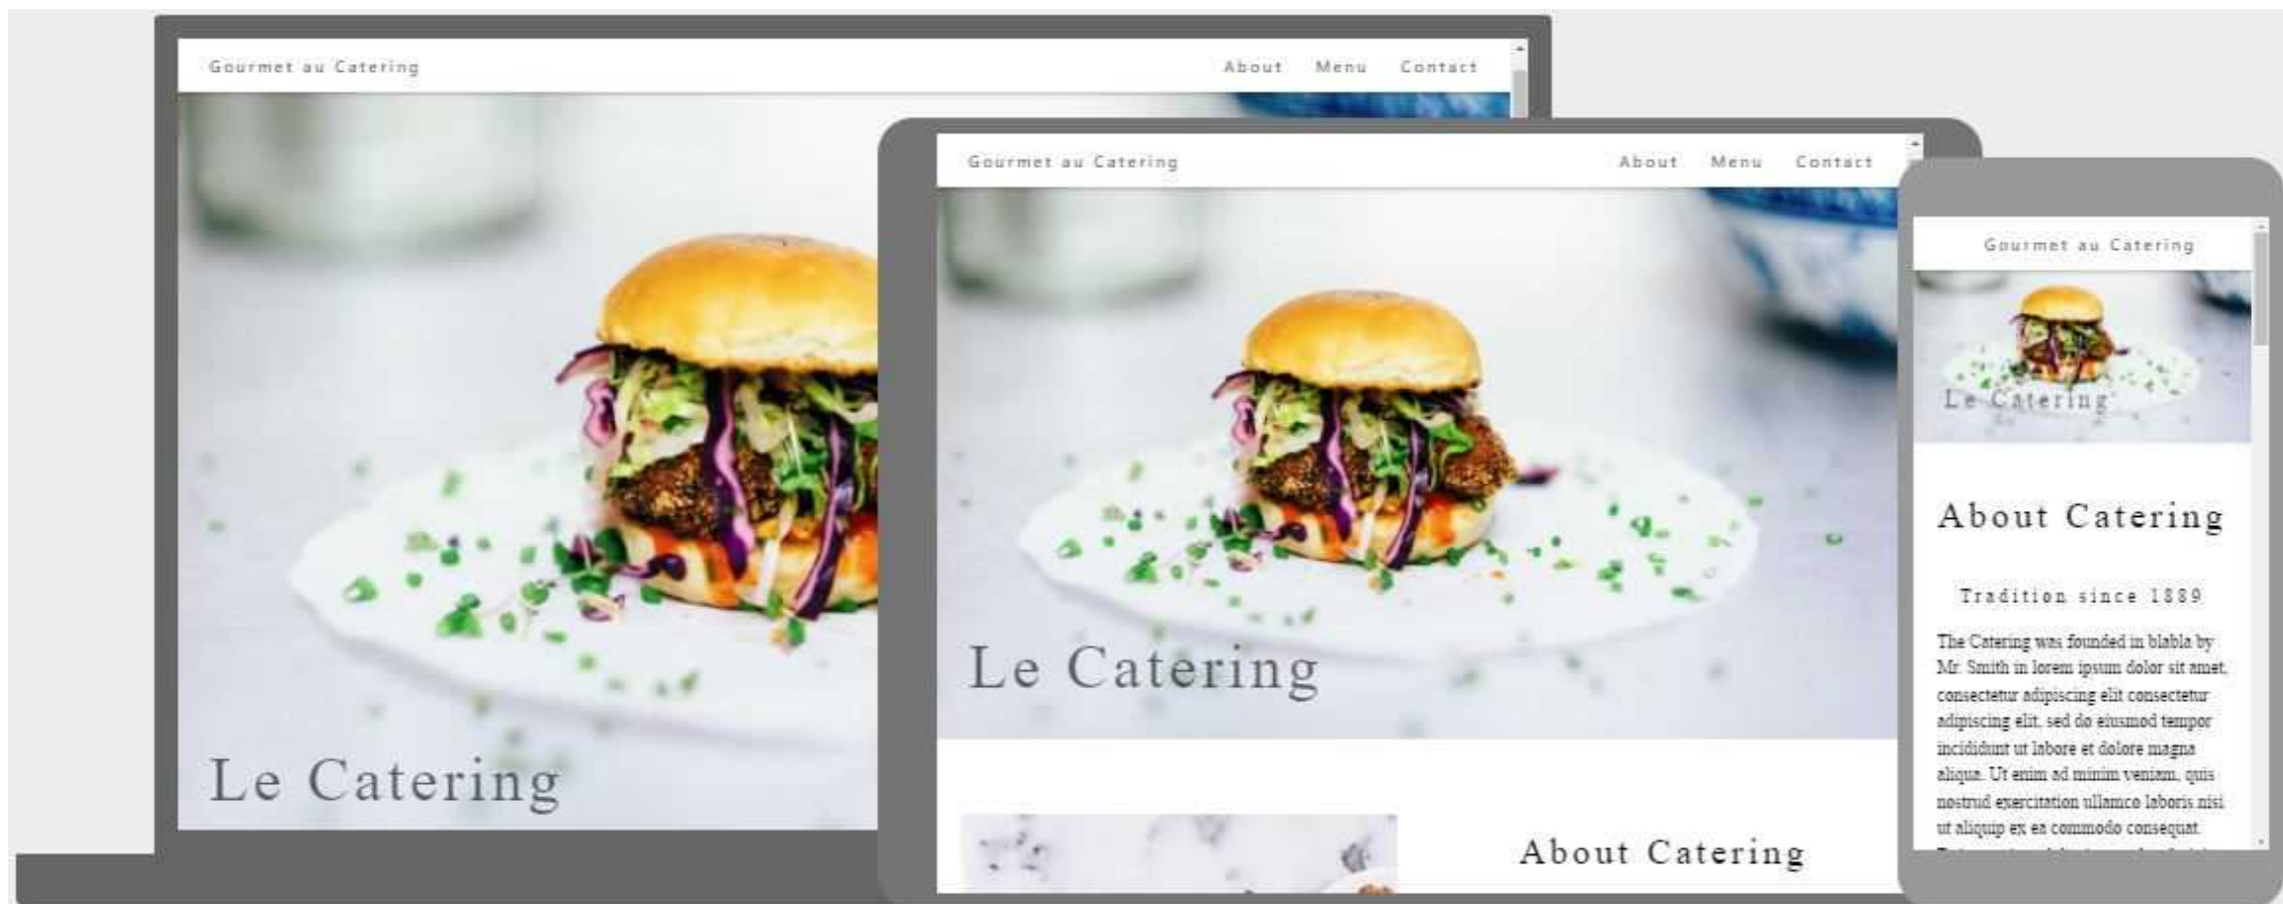 Gourmet au Catering
About Menu Contact
Le Catering
Gourmet au Catering
About Menu Contact
Le Catering
About Catering
Gourmet au Catering
Le Catering
About Catering
Tradition since 1889
The Catering was founded in blabla by
Mr. Smith in lorem ipsum dolor sit amet,
consectetur adipiscing elit consectetur
adipiscing elit, sed do eiusmod tempor
incididunt ut labore et dolore magna
aliqua. Ut enim ad minim veniam, quis
nostrud exercitation ullamco laboris nisi
ut aliquip ex ea commodo consequat.